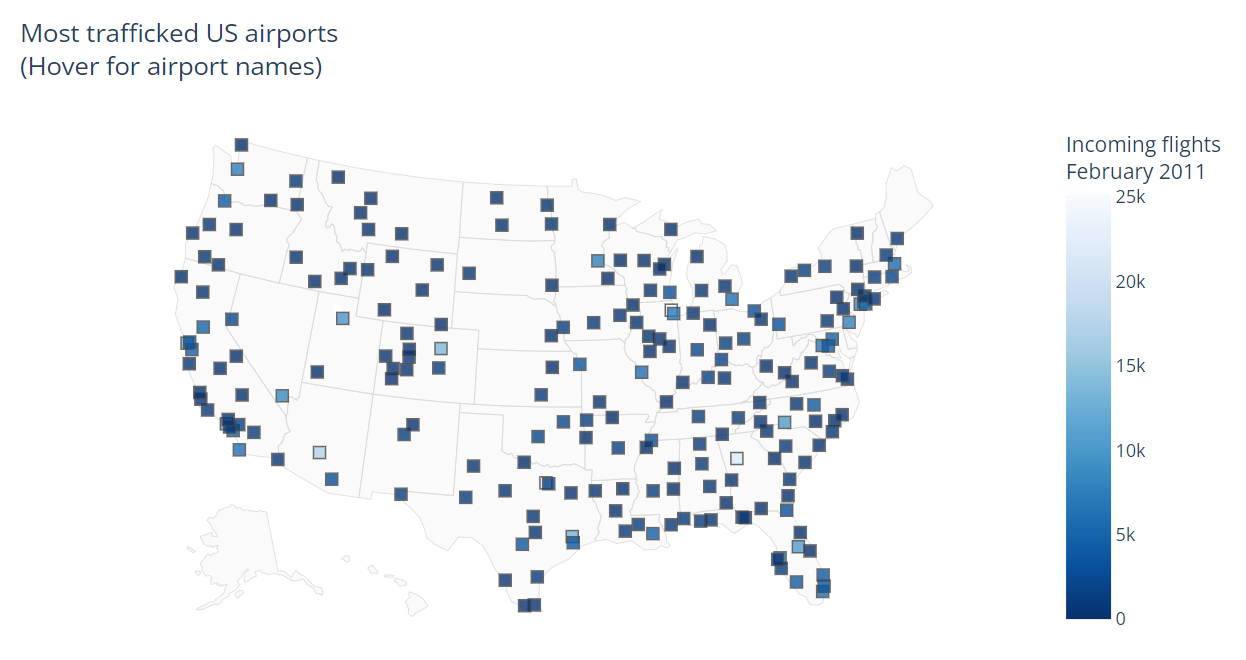 Most trafficked US airports
(Hover for airport names)
Incoming flights
February 2011
25k
20k
15k
10k
5k
0